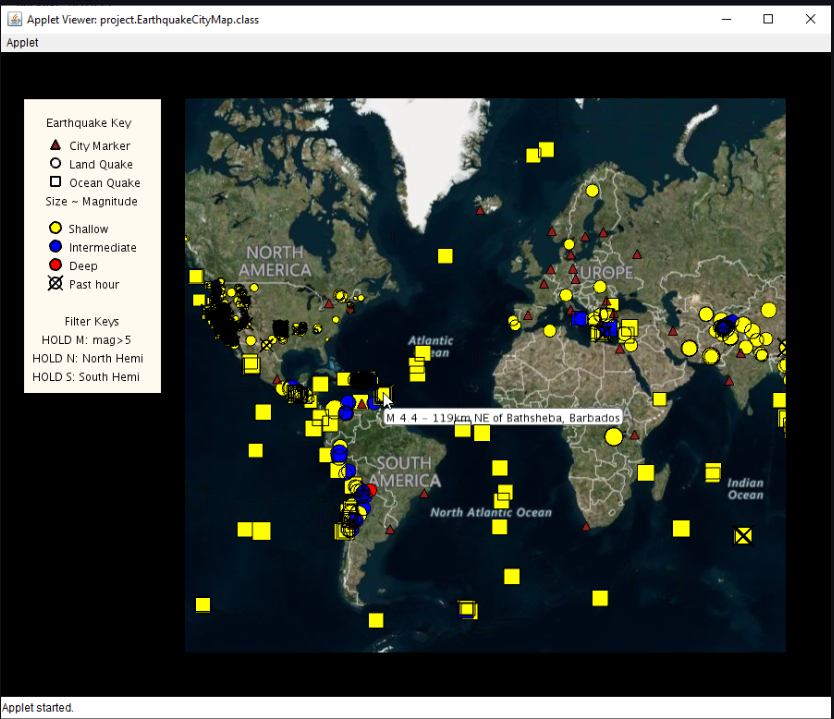 Applet Viewer: project.EarthquakeCityMap.class
Applet
Earthquake Key
City Marker
Land Quake
Ocean Quake
Size ~ Magnitude
Shallow
Intermediate
Deep
Past hour
Filter Keys
HOLD M: mag>5
HOLD N: North Hemi
HOLD S: South Hemi
NORTH
AMERICA
EUROPE
Atlantic
M 4.4 - 119km NE of Bathsheba, Barbados
SOUTH
AMERICA
Indian
Ocean
North Atlantic Ocean
Applet started.